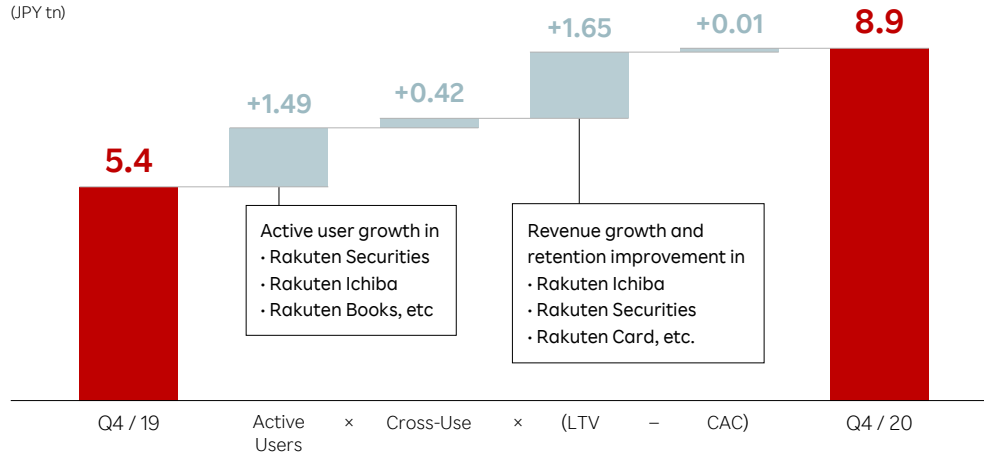 (JPY tn)
5.4
+1.49
+0.42
+1.65
+0.01
8.9
Active user growth in
· Rakuten Securities
· Rakuten Ichiba
· Rakuten Books, etc
Revenue growth and
retention improvement in
· Rakuten Ichiba
· Rakuten Securities
· Rakuten Card, etc.
Q4 / 19
Active
Users
×
Cross-Use
×
(LTV
–
CAC)
Q4 / 20